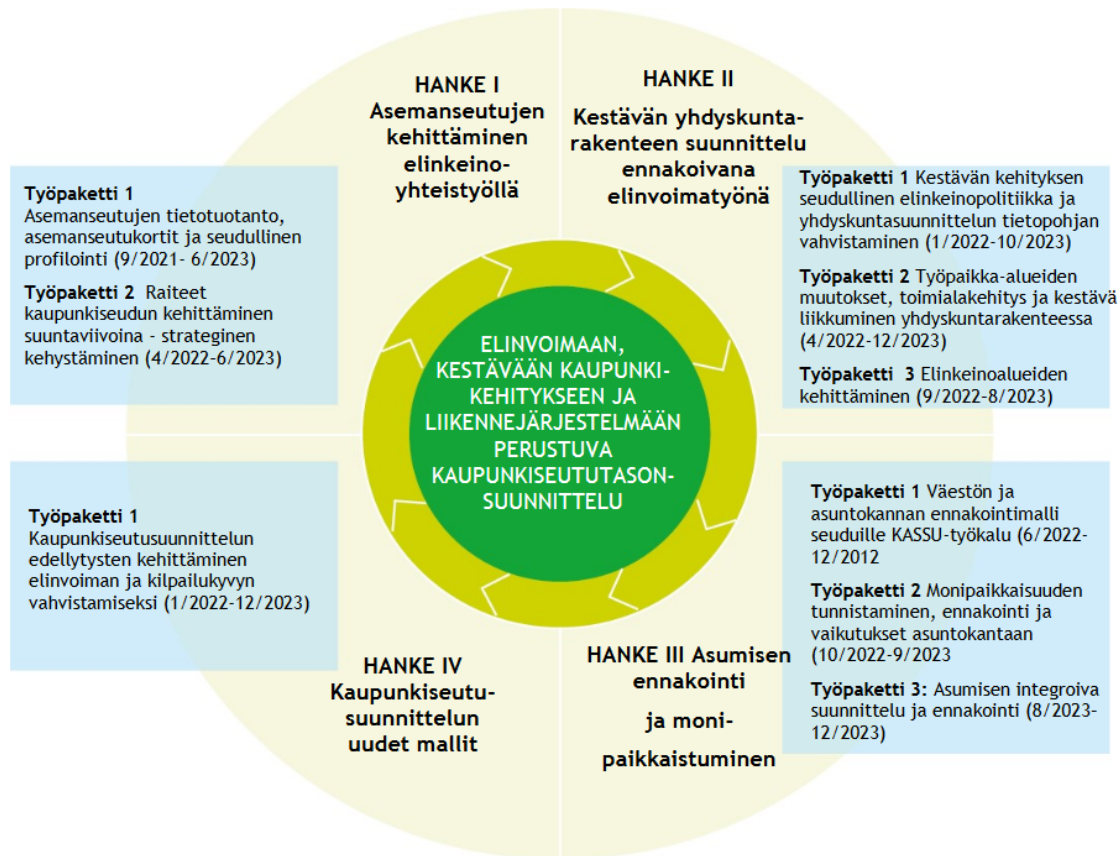 HANKE I
Asemanseutujen
kehittäminen
elinkeino-
yhteistyöllä
HANKE II
Kestävän yhdyskunta-
rakenteen suunnittelu
ennakoivana
elinvoimatyönä
Työpaketti 1
Asemanseutujen tietotuotanto,
asemanseutukortit ja seudullinen
profilointi (9/2021- 6/2023)
Työpaketti 2 Raiteet
kaupunkiseudun kehittäminen
suuntaviivoina - strateginen
kehystäminen (4/2022-6/2023)
Työpaketti 1 Kestävän kehityksen
seudullinen elinkeinopolitiikka ja
yhdyskuntasuunnittelun tietopohjan
vahvistaminen (1/2022-10/2023)
Työpaketti 2 Työpaikka-alueiden
muutokset, toimialakehitys ja kestävä
liikkuminen yhdyskuntarakenteessa
(4/2022-12/2023)
Työpaketti 3 Elinkeinoalueiden
kehittäminen (9/2022-8/2023)
ELINVOIMAAN,
KESTÄVÄÄN KAUPUNKI-
KEHITYKSEEN JA
LIIKENNEJÄRJESTELMÄÄN
PERUSTUVA
KAUPUNKISEUTUTASON-
SUUNNITTELU
Työpaketti 1
Kaupunkiseutusuunnittelun
edellytysten kehittäminen
elinvoiman ja kilpailukyvyn
vahvistamiseksi (1/2022-12/2023)
Työpaketti 1 Väestön ja
asuntokannan ennakointimalli
seuduille KASSU-työkalu (6/2022-
12/2012
Työpaketti 2 Monipaikkaisuuden
tunnistaminen, ennakointi ja
vaikutukset asuntokantaan
(10/2022-9/2023
Työpaketti 3: Asumisen integroiva
suunnittelu ja ennakointi (8/2023-
12/2023)
HANKE IV
Kaupunkiseutu-
suunnittelun
uudet mallit
HANKE III Asumisen
ennakointi
ja moni-
paikkaistuminen